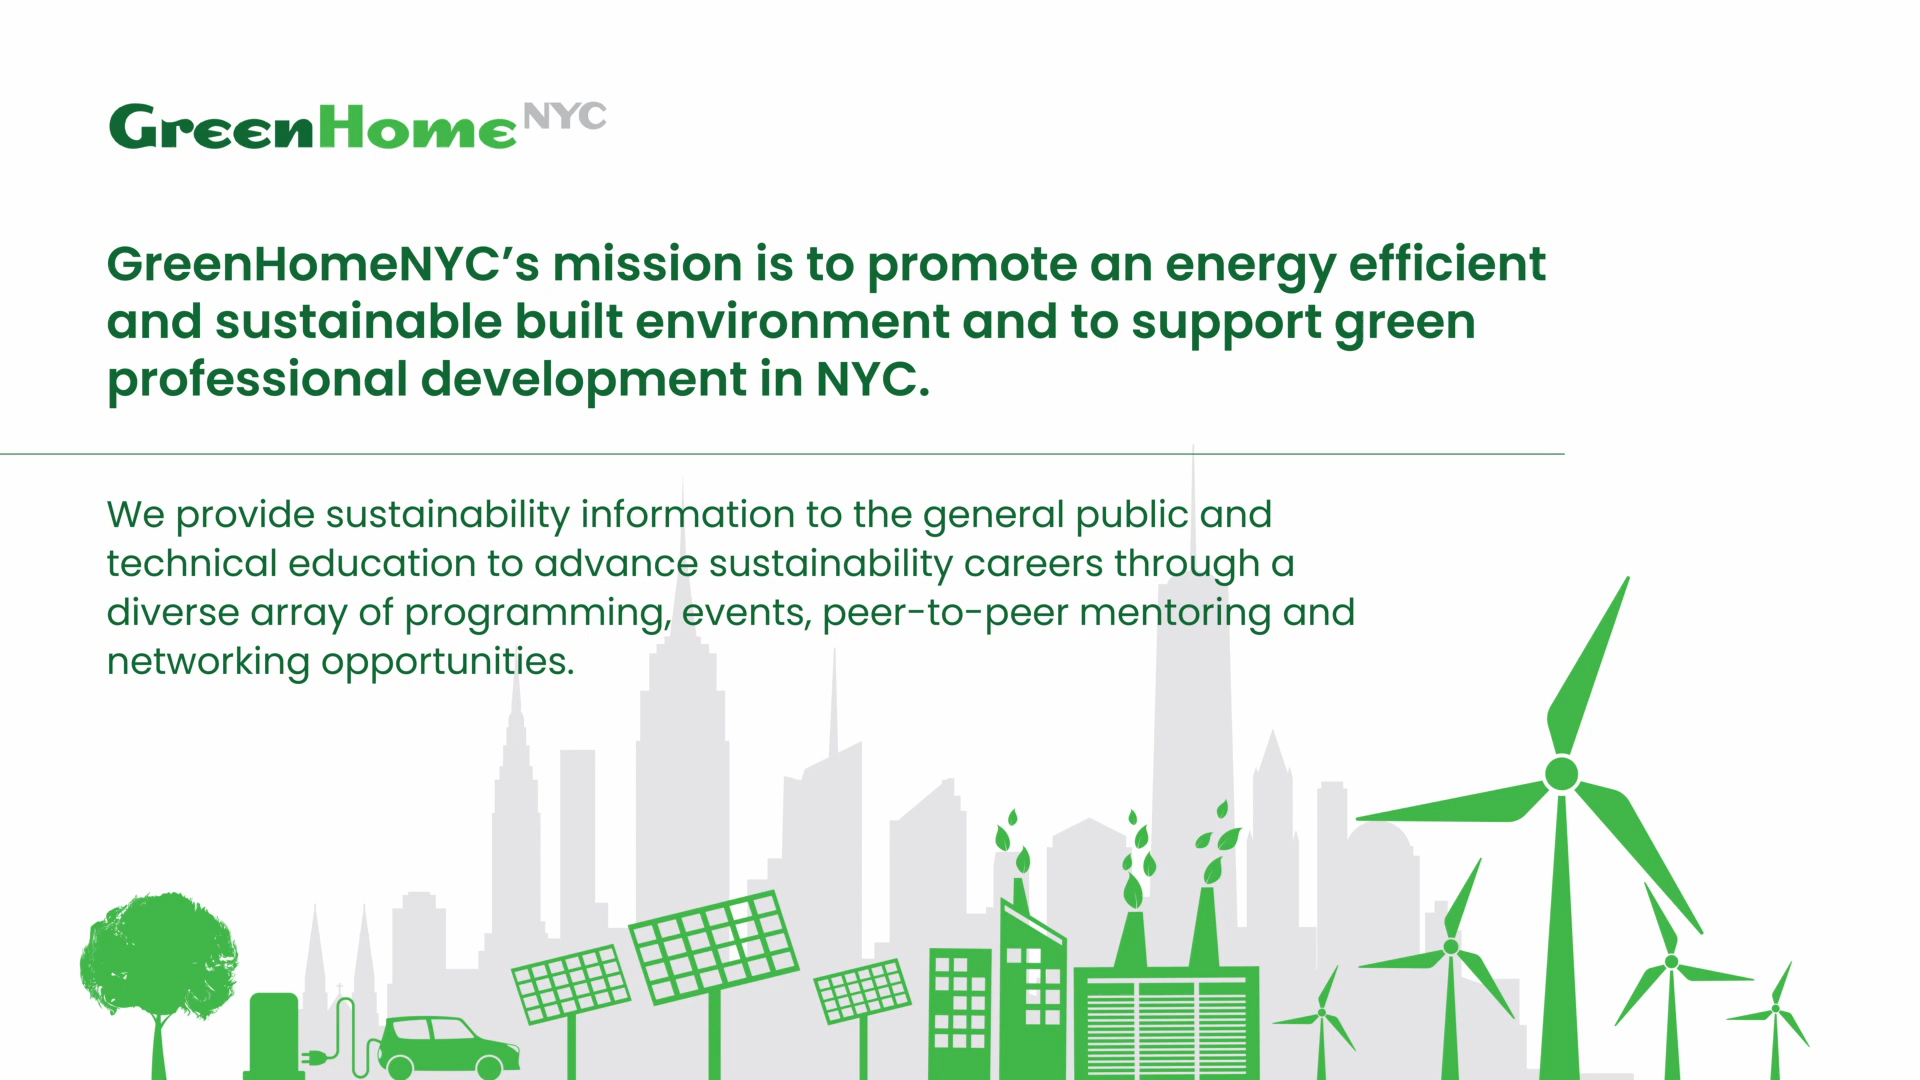 GreenHomeNYC
GreenHomeNYC’s mission is to promote an energy efficient
and sustainable built environment and to support green
professional development in NYC.
We provide sustainability information to the general public and
technical education to advance sustainability careers through a
diverse array of programming, events, peer-to-peer mentoring and
networking opportunities.